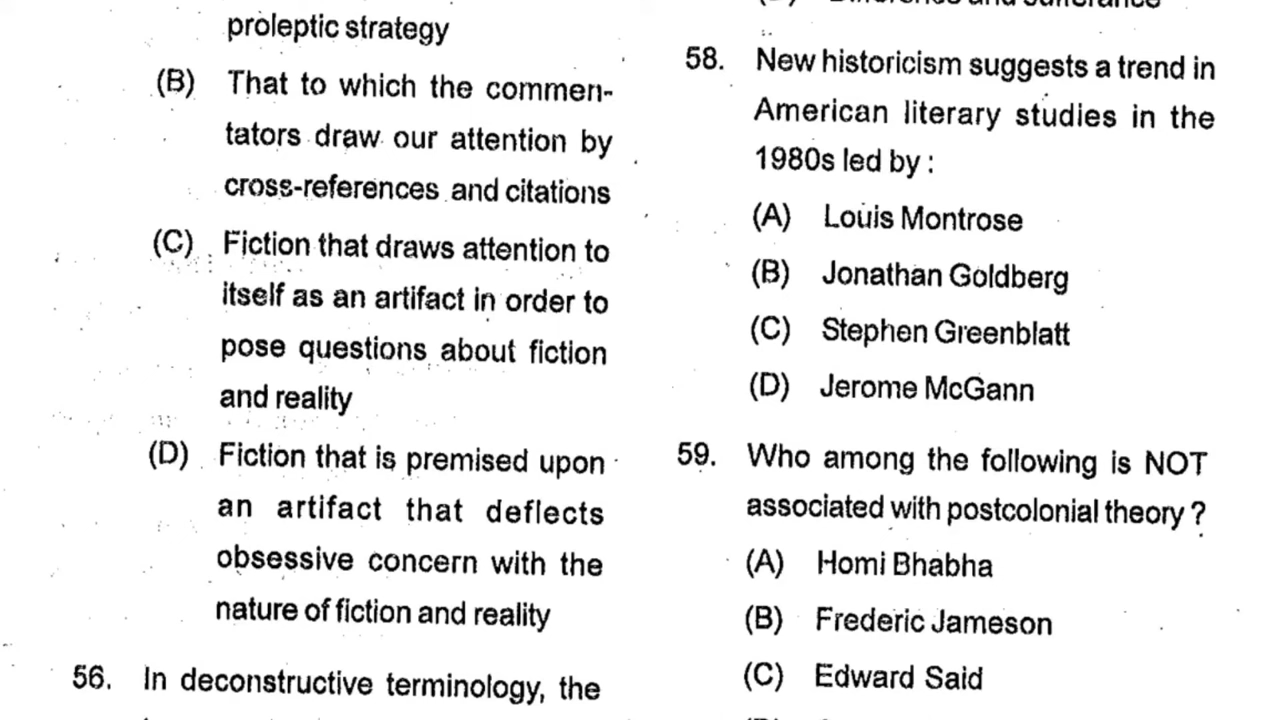 proleptic strategy
(B) That to which the commen-
tators draw our attention by
cross-references and citations
(C) Fiction that draws attention to
itself as an artifact in order to
pose questions about fiction
and reality
(D) Fiction that is premised upon
an artifact that deflects
obsessive concern with the
nature of fiction and reality
56. In deconstructive terminology, the
58. New historicism suggests a trend in
American literary studies in the
1980s led by :
(A) Louis Montrose
(B) Jonathan Goldberg
(C) Stephen Greenblatt
(D) Jerome McGann
59. Who among the following is NOT
associated with postcolonial theory ?
(A) Homi Bhabha
(B) Frederic Jameson
(C) Edward Said